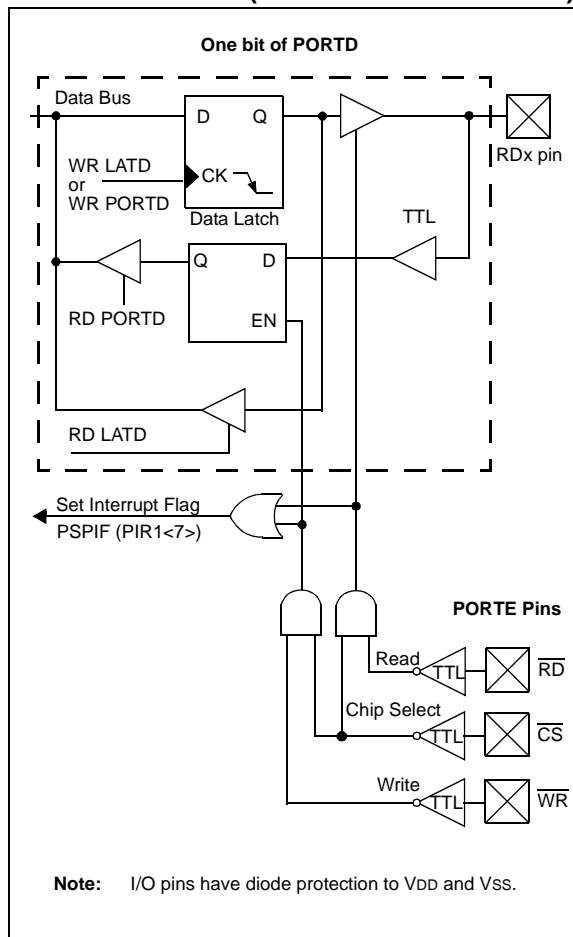 One bit of PORTD
Data Bus
D Q
RDx pin
WR LATD
or
WR PORTD
CK
Data Latch
TTL
Q D
EN
RD PORTD
RD LATD
Set Interrupt Flag
PSPIF (PIR1<7>)
PORTE Pins
Read
TTL
RD
Chip Select
TTL
CS
Write
TTL
WR
Note: I/O pins have diode protection to VDD and VSS.